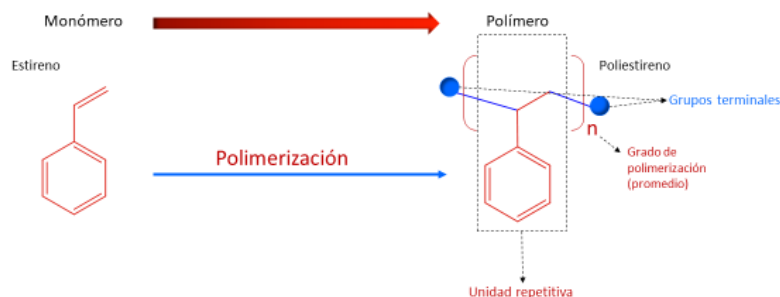 Monómero
Polímero
Estireno
Poliestireno
Grupos terminales
n
Polimerización
Grado de
polimerización
(promedio)
Unidad repetitiva